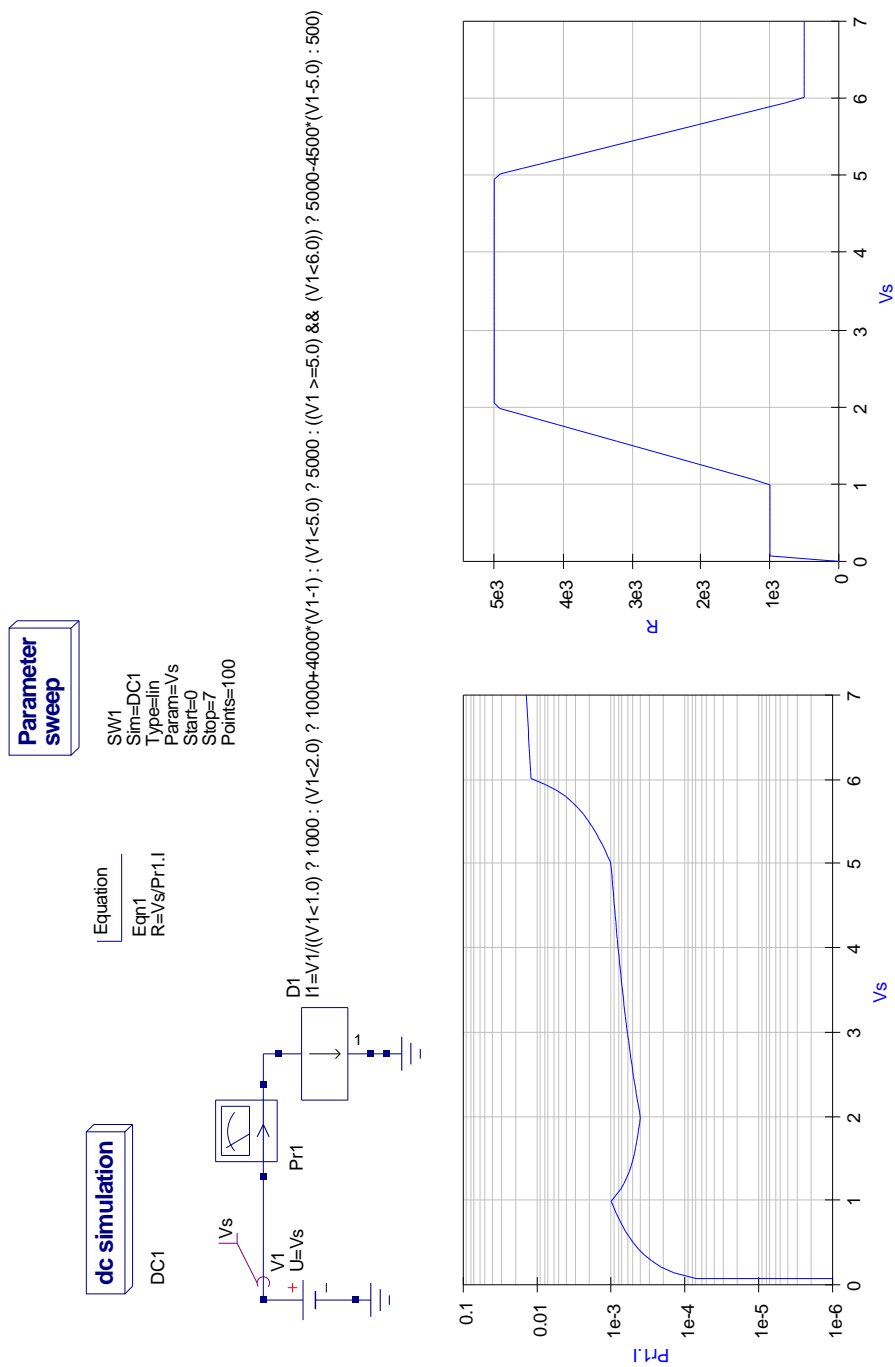 dc simulation
DC1
Equation
Eqn1
R=Vs/Pr1.I
Parameter
sweep
SW1
Sim=DC1
Type=lin
Param=Vs
Start=0
Stop=7
Points=100
Vs
V1
U=Vs
+
-
Pr1
D1
I1=V1/((V1<1.0) ? 1000 : (V1<2.0) ? 1000+4000*(V1-1) : (V1<5.0) ? 5000 : ((V1 >=5.0) && (V1<6.0)) ? 5000-4500*(V1-5.0) : 500)
1
0.1
0.01
1e-3
1e-4
1e-5
1e-6
Pr1.I
0 1 2 3 4 5 6 7
Vs
5e3
4e3
3e3
2e3
1e3
0
R
0 1 2 3 4 5 6 7
Vs